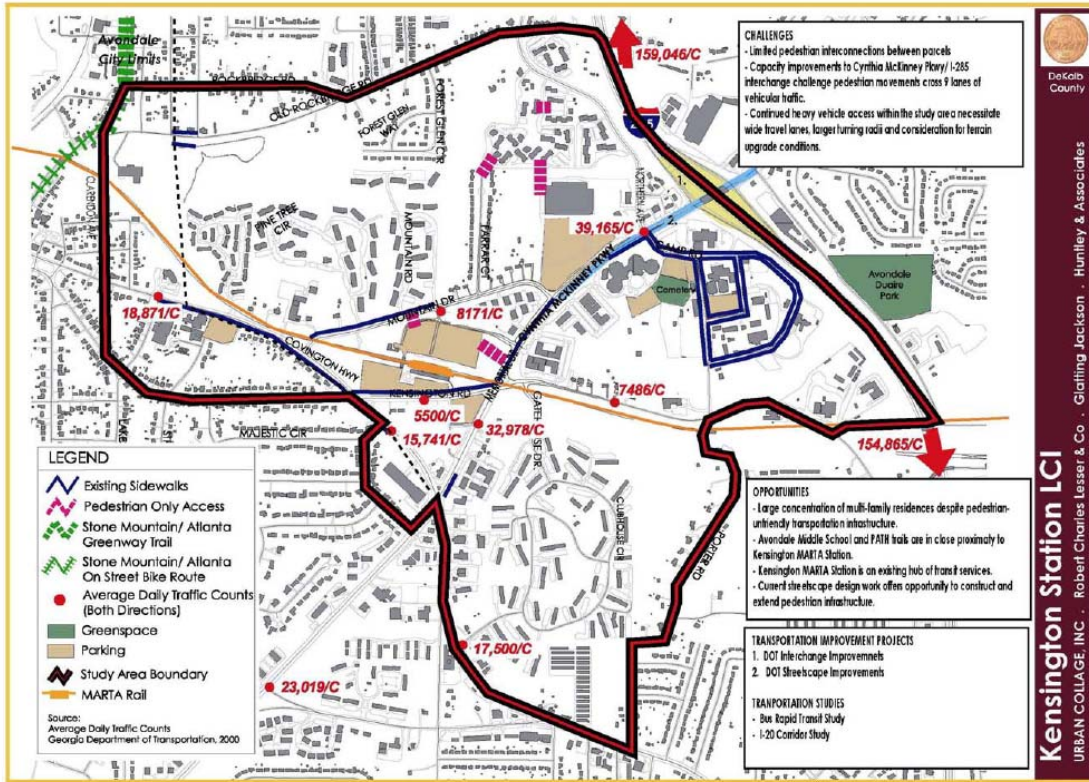 Avondale
City Limits
ROCKBRIDGE RD
OLD ROCKBRIDGE RD
FOREST GLEN
WAY
FOREST GLEN CIR
CLARENDON AVE
PINE TREE
CIR
MOUNTAIN RD
FARRAR CT
NORTHERN AVE
159,046/C
1.
2.
39,165/C
CYNTHIA MCKINNEY PKWY
Cemetery
Avondale
Duaire
Park
18,871/C
MOUNTAIN DR
8171/C
COVINGTON HWY
KENSINGTON RD
5500/C
7486/C
15,741/C
32,978/C
LAKE
ST
MAJESTIC CIR
154,865/C
CLUBHOUSE CIR
PORTER RD
17,500/C
23,019/C
LEGEND
Existing Sidewalks
Pedestrian Only Access
Stone Mountain/ Atlanta
Greenway Trail
Stone Mountain/ Atlanta
On Street Bike Route
Average Daily Traffic Counts
(Both Directions)
Greenspace
Parking
Study Area Boundary
MARTA Rail
Source:
Average Daily Traffic Counts
Georgia Department of Transportation, 2000
CHALLENGES
- Limited pedestrian interconnections between parcels
- Capacity improvements to Cynthia McKinney Pkwy/ I-285
interchange challenge pedestrian movements cross 9 lanes of
vehicular traffic.
- Continued heavy vehicle access within the study area necessitate
wide travel lanes, larger turning radii and consideration for terrain
upgrade conditions.
OPPORTUNITIES
- Large concentration of multi-family residences despite pedestrian-
unfriendly transportation infrastructure.
- Avondale Middle School and PATH trails are in close proximaty to
Kensington MARTA Station.
- Kensington MARTA Station is an existing hub of transit services.
- Current streetscape design work offers opportunity to construct and
extend pedestrian infrastructure.
TRANSPORTATION IMPROVEMENT PROJECTS
1. DOT Interchange Improvemnets
2. DOT Streetscape Improvements
TRANPORTATION STUDIES
- Bus Rapid Transit Study
- I-20 Corridor Study
DeKalb
County
Kensington Station LCI
URBAN COLLAGE, INC . Robert Charles Lesser & Co . Glatting Jackson . Huntley & Associates